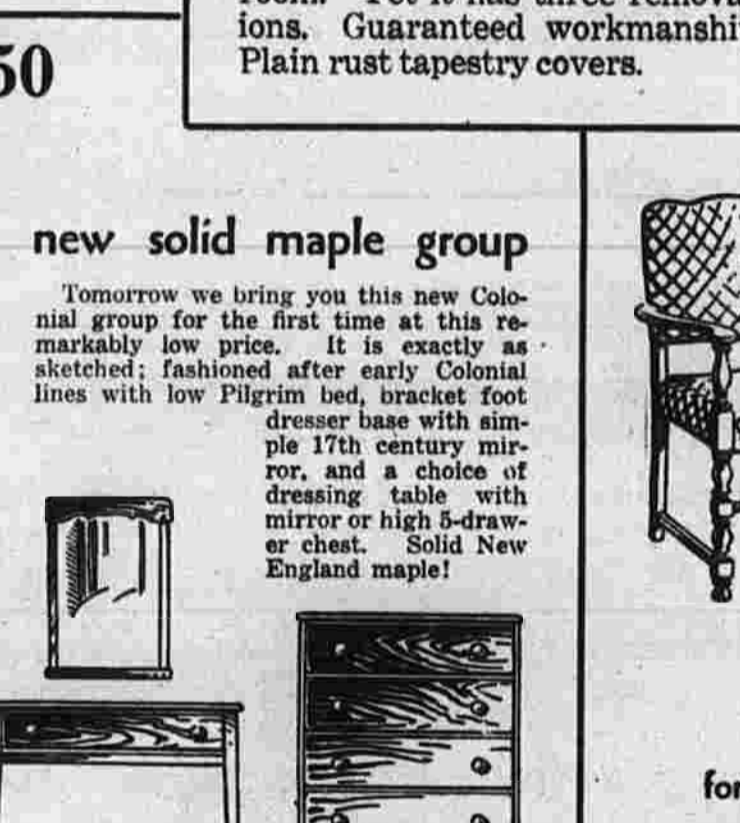 50
ions. Guaranteed workmanshi
Plain rust tapestry covers.
new solid maple group
Tomorrow we bring you this new Colo-
nial group for the first time at this re-
markably low price. It is exactly as
sketched; fashioned after early Colonial
lines with low Pilgrim bed, bracket foot
dresser base with sim-
ple 17th century mir-
ror, and a choice of
dressing table with
mirror or high 5-draw-
er chest. Solid New
England maple!
for